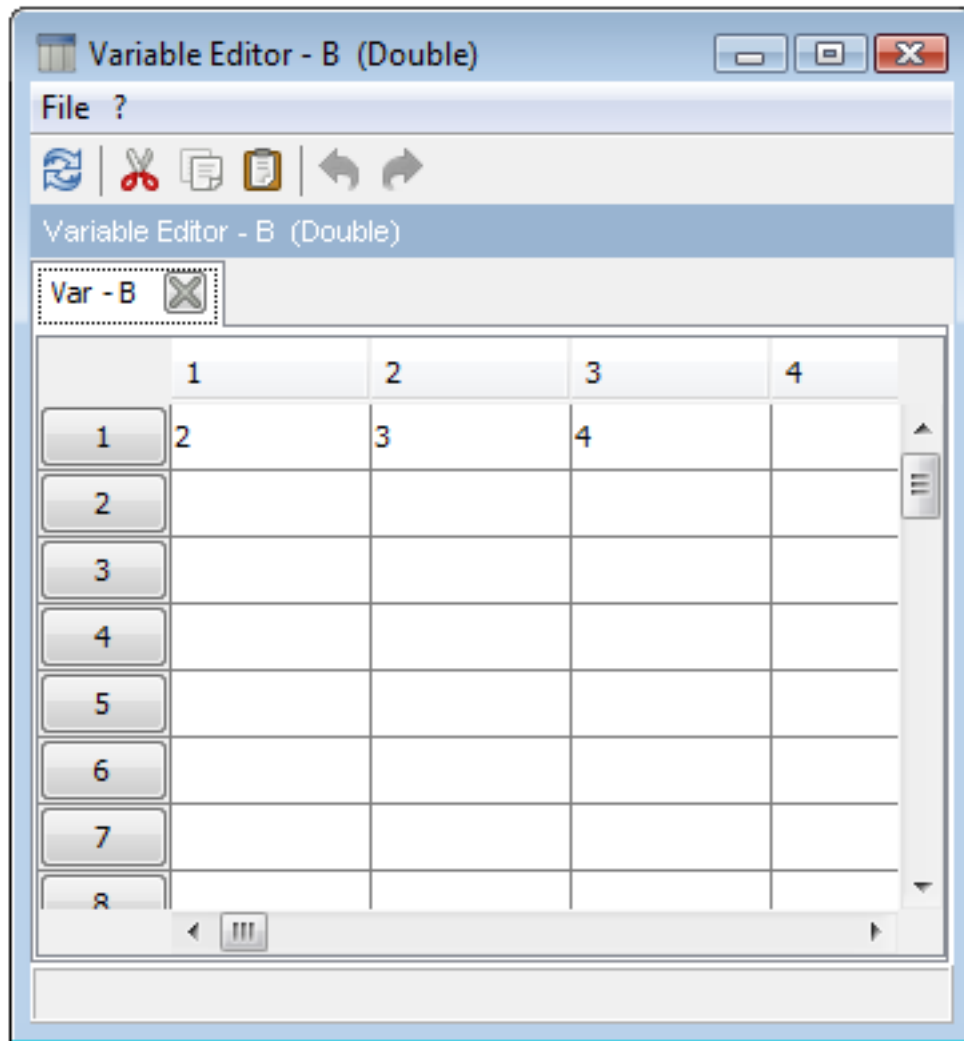 Variable Editor - B (Double)
File ?
Variable Editor - B (Double)
Var - B
1 2 3 4
1 2 3 4
2
3
4
5
6
7
8